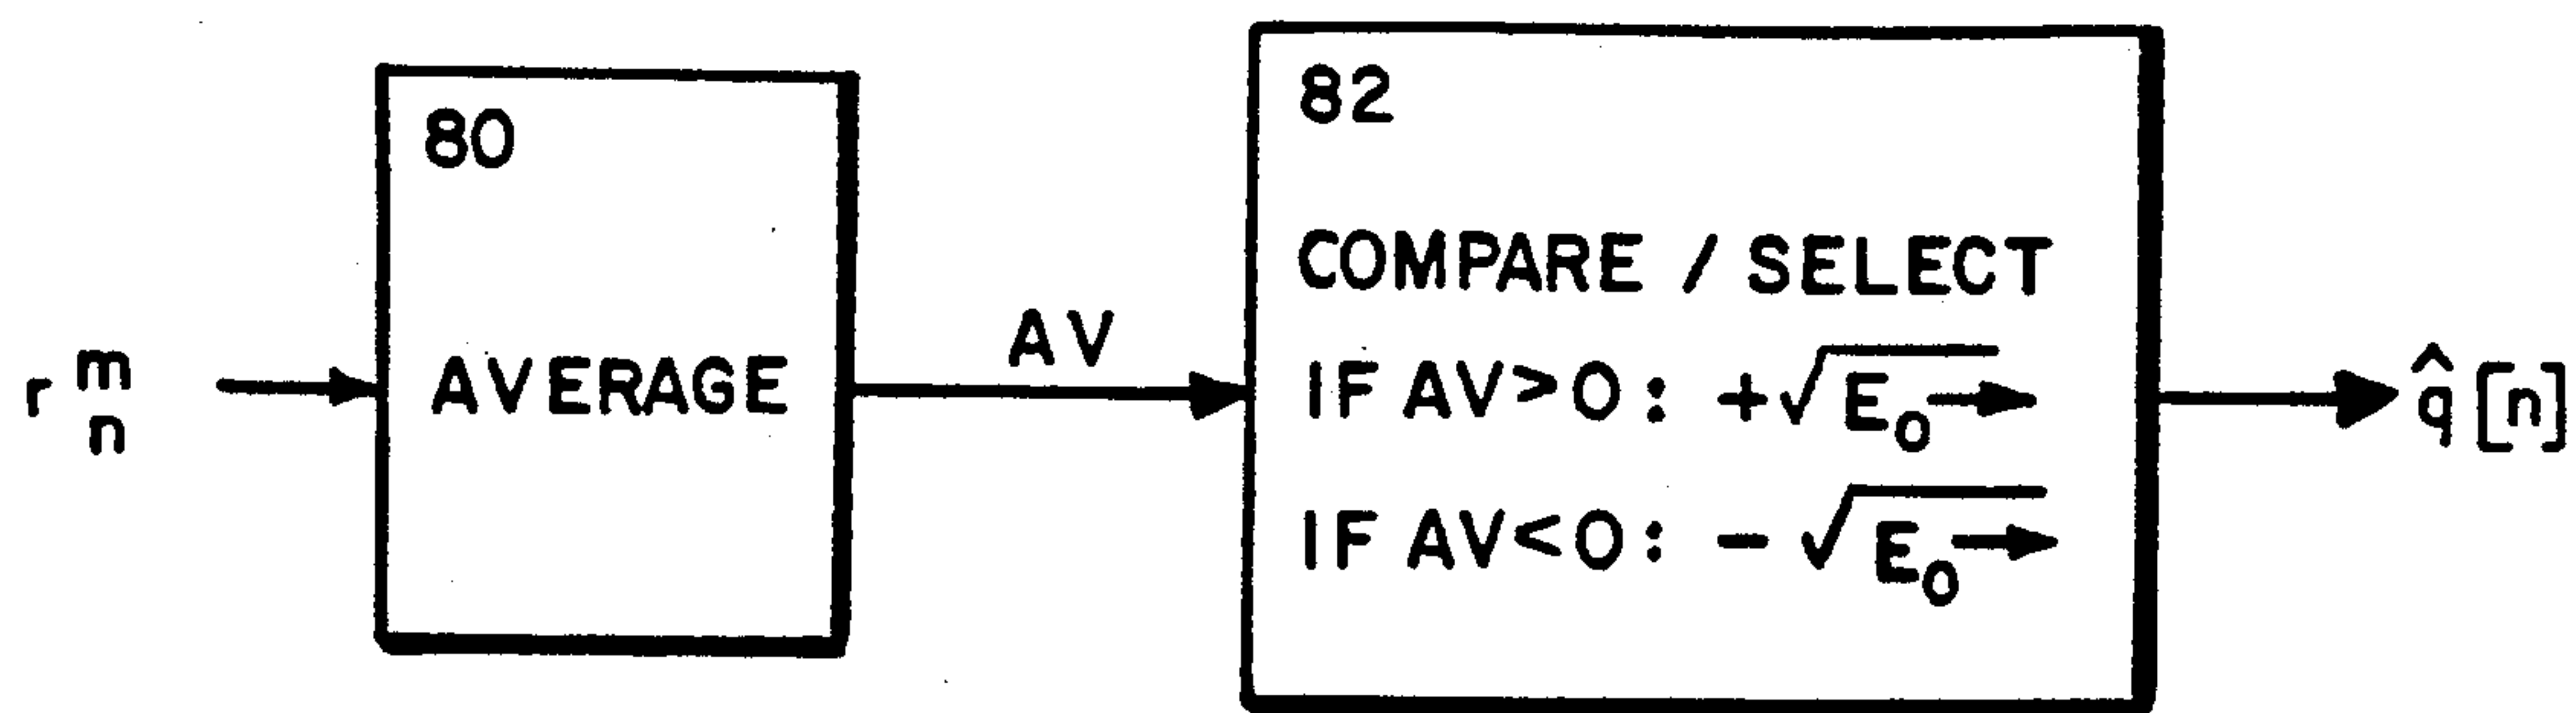 80
82
COMPARE / SELECT
r m n
AVERAGE
AV
IF AV>0: +√E₀→
IF AV<0: -√E₀→
q̂[n]